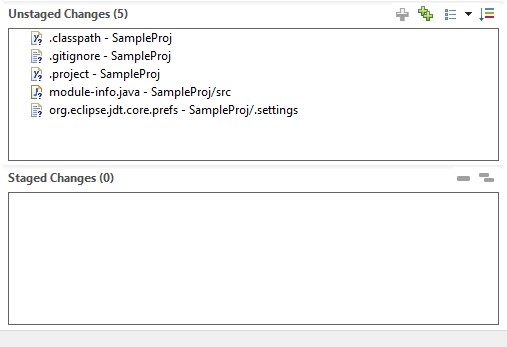 Unstaged Changes (5)
.classpath - SampleProj
.gitignore - SampleProj
.project - SampleProj
module-info.java - SampleProj/src
org.eclipse.jdt.core.prefs - SampleProj/.settings
Staged Changes (0)